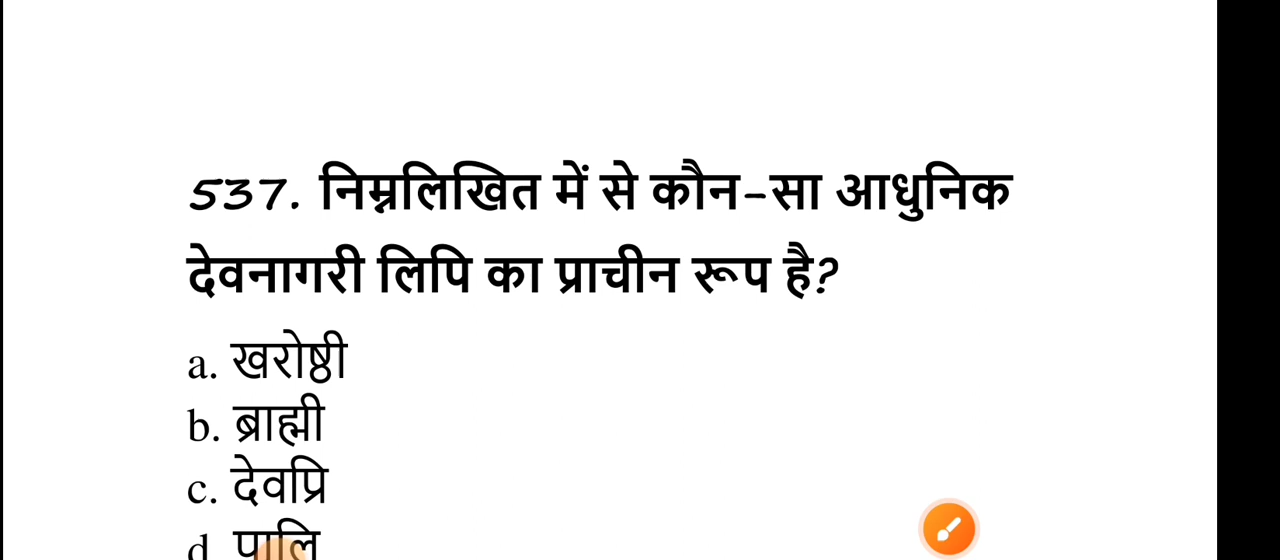 537. निम्नलिखित में से कौन-सा आधुनिक
देवनागरी लिपि का प्राचीन रूप है?
a. खरोष्ठी
b. ब्राह्मी
c. देवप्रि
d पालि